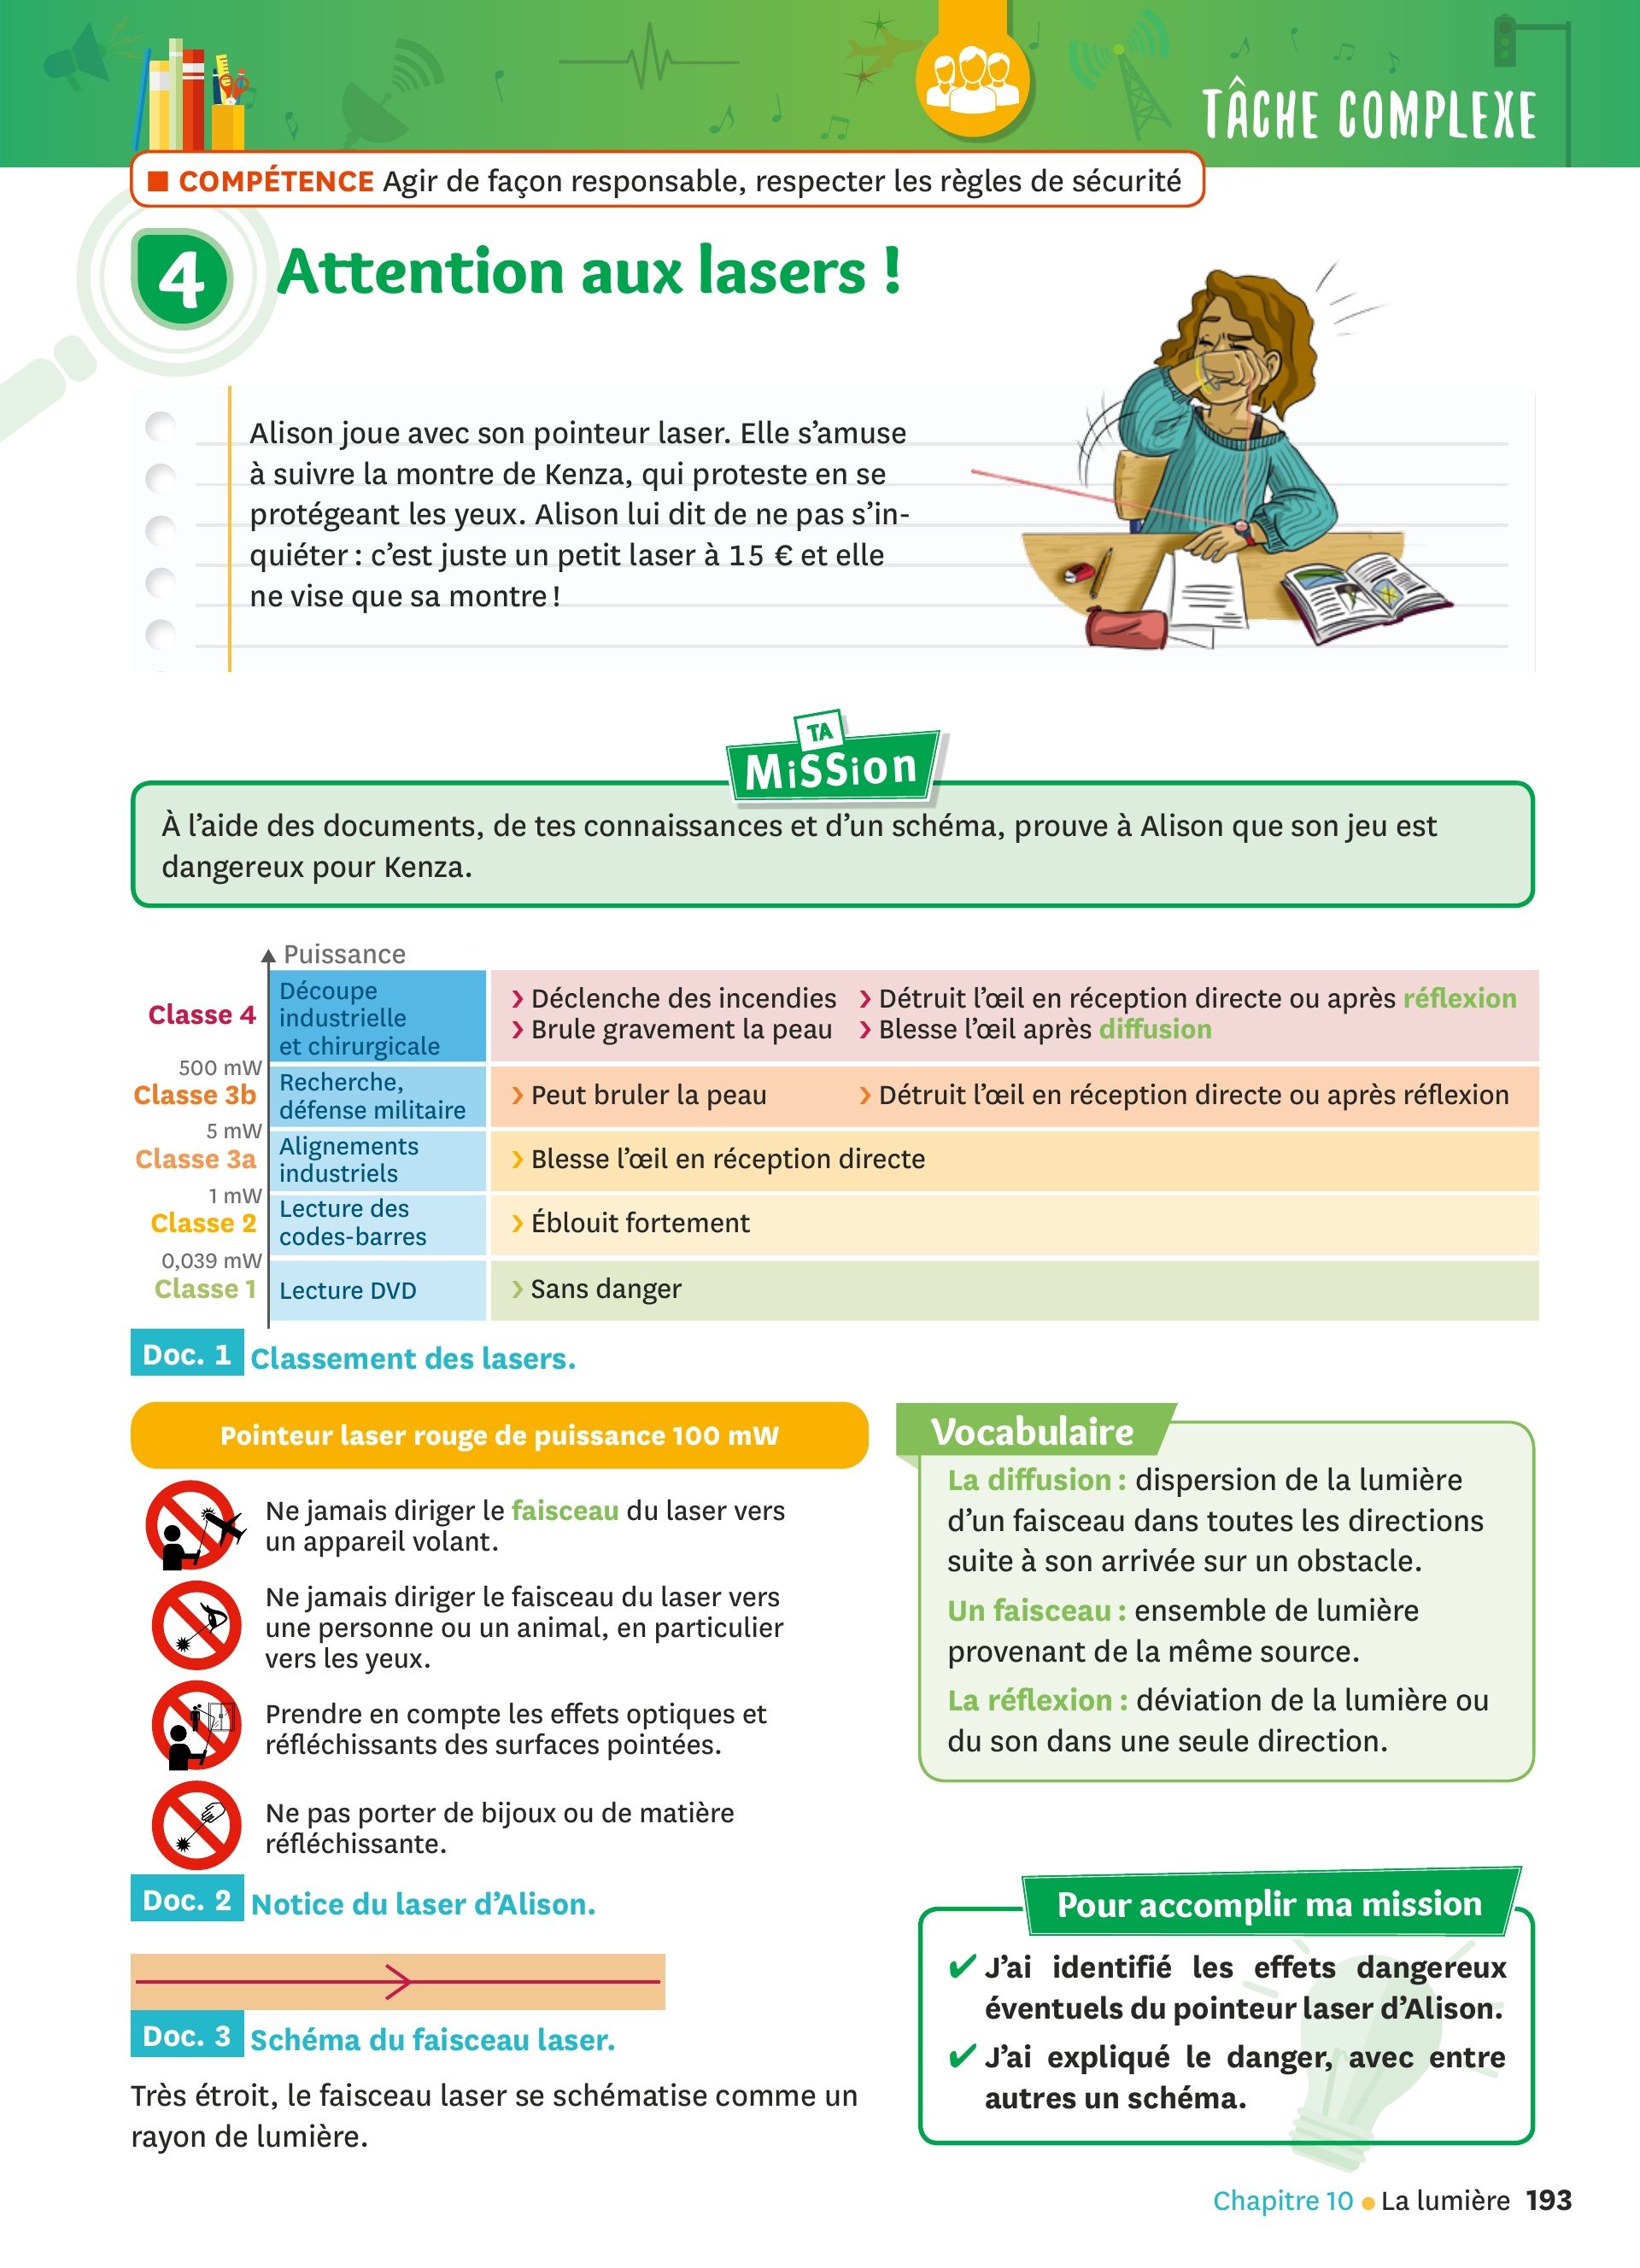 TÂCHE COMPLEXE
■ COMPÉTENCE Agir de façon responsable, respecter les règles de sécurité
4 Attention aux lasers !
Alison joue avec son pointeur laser. Elle s'amuse
à suivre la montre de Kenza, qui proteste en se
protégeant les yeux. Alison lui dit de ne pas s'in-
quiéter : c'est juste un petit laser à 15 € et elle
ne vise que sa montre !
TA
MiSSion
À l'aide des documents, de tes connaissances et d'un schéma, prouve à Alison que son jeu est
dangereux pour Kenza.
Puissance
Classe 4
Découpe
industrielle
et chirurgicale
› Déclenche des incendies › Détruit l'œil en réception directe ou après réflexion
› Brule gravement la peau › Blesse l'œil après diffusion
500 mW
Classe 3b
Recherche,
défense militaire
› Peut bruler la peau › Détruit l'œil en réception directe ou après réflexion
5 mW
Classe 3a
Alignements
industriels
› Blesse l'œil en réception directe
1 mW
Classe 2
Lecture des
codes-barres
› Éblouit fortement
0,039 mW
Classe 1
Lecture DVD
› Sans danger
Doc. 1 Classement des lasers.
Pointeur laser rouge de puissance 100 mW
Ne jamais diriger le faisceau du laser vers
un appareil volant.
Ne jamais diriger le faisceau du laser vers
une personne ou un animal, en particulier
vers les yeux.
Prendre en compte les effets optiques et
réfléchissants des surfaces pointées.
Ne pas porter de bijoux ou de matière
réfléchissante.
Doc. 2 Notice du laser d'Alison.
Doc. 3 Schéma du faisceau laser.
Très étroit, le faisceau laser se schématise comme un
rayon de lumière.
Vocabulaire
La diffusion : dispersion de la lumière
d'un faisceau dans toutes les directions
suite à son arrivée sur un obstacle.
Un faisceau : ensemble de lumière
provenant de la même source.
La réflexion : déviation de la lumière ou
du son dans une seule direction.
Pour accomplir ma mission
✔ J'ai identifié les effets dangereux
éventuels du pointeur laser d'Alison.
✔ J'ai expliqué le danger, avec entre
autres un schéma.
Chapitre 10 • La lumière 193